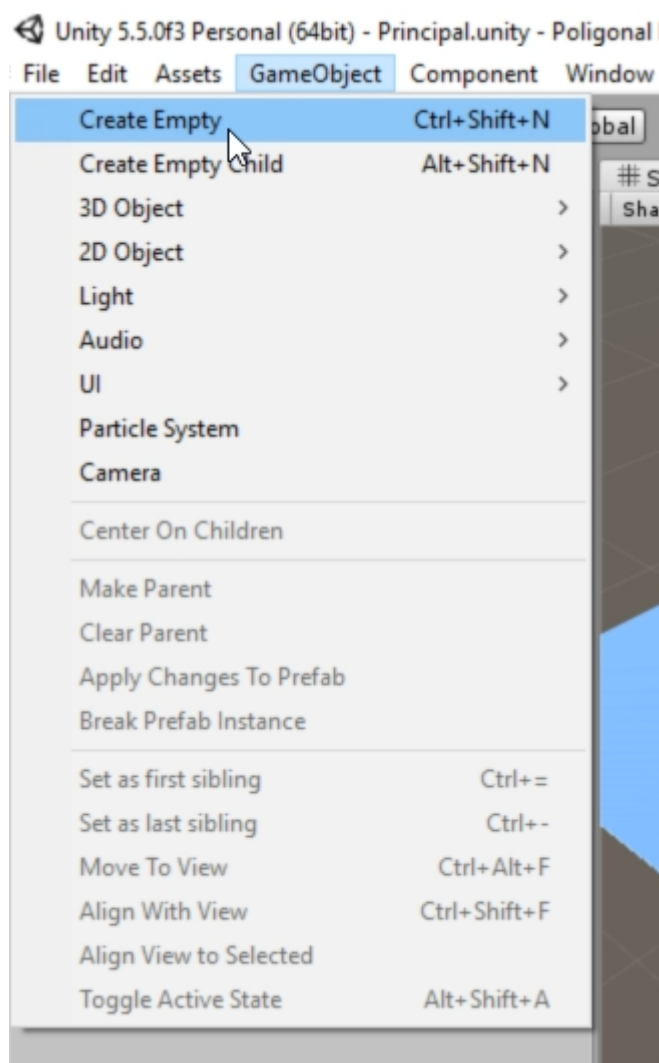 Unity 5.5.0f3 Personal (64bit) - Principal.unity - Poligonal
File Edit Assets GameObject Component Window
Create Empty Ctrl+Shift+N
Create Empty Child Alt+Shift+N
3D Object >
2D Object >
Light >
Audio >
UI >
Particle System
Camera
Center On Children
Make Parent
Clear Parent
Apply Changes To Prefab
Break Prefab Instance
Set as first sibling Ctrl+=
Set as last sibling Ctrl+-
Move To View Ctrl+Alt+F
Align With View Ctrl+Shift+F
Align View to Selected
Toggle Active State Alt+Shift+A